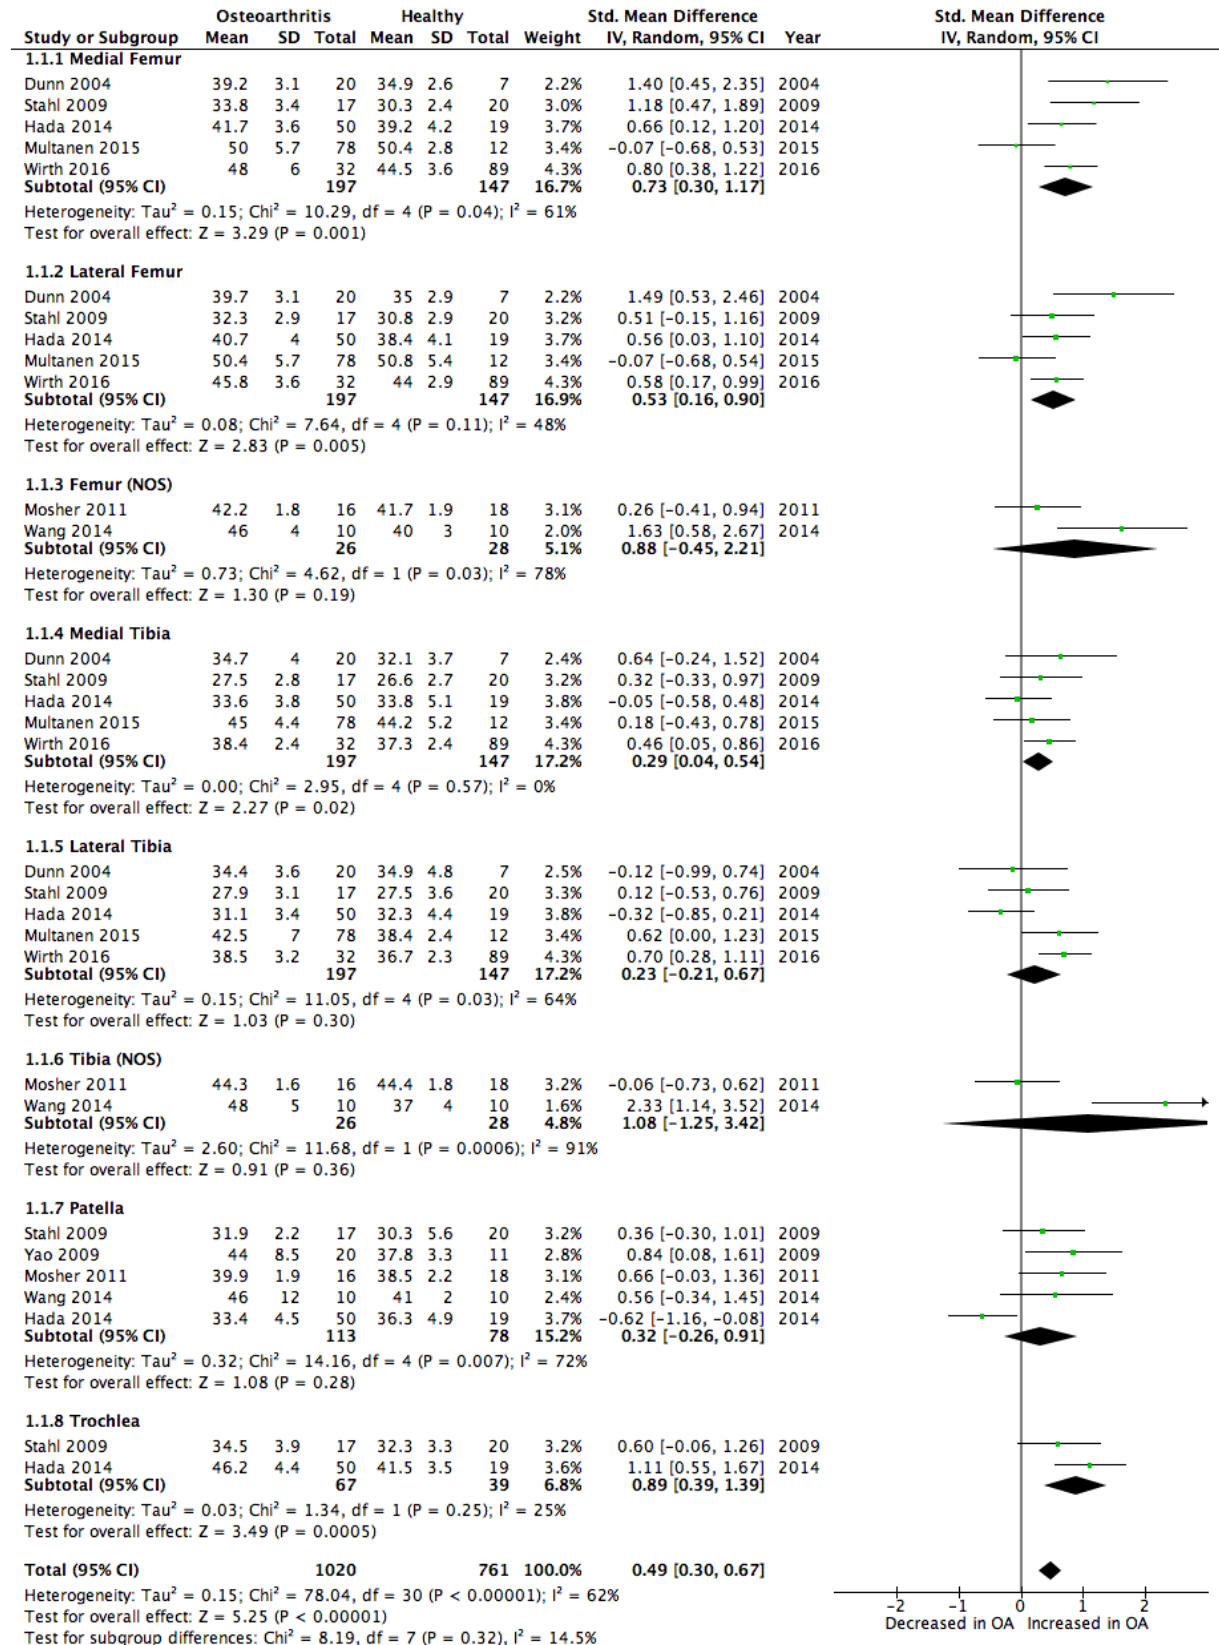 Osteoarthritis Healthy Std. Mean Difference Std. Mean Difference
Study or Subgroup Mean SD Total Mean SD Total Weight IV, Random, 95% CI Year IV, Random, 95% CI
1.1.1 Medial Femur
Dunn 2004 39.2 3.1 20 34.9 2.6 7 2.2% 1.40 [0.45, 2.35] 2004
Stahl 2009 33.8 3.4 17 30.3 2.4 20 3.0% 1.18 [0.47, 1.89] 2009
Hada 2014 41.7 3.6 50 39.2 4.2 19 3.7% 0.66 [0.12, 1.20] 2014
Multanen 2015 50 5.7 78 50.4 2.8 12 3.4% −0.07 [−0.68, 0.53] 2015
Wirth 2016 48 6 32 44.5 3.6 89 4.3% 0.80 [0.38, 1.22] 2016
Subtotal (95% CI) 197 147 16.7% 0.73 [0.30, 1.17]
Heterogeneity: Tau² = 0.15; Chi² = 10.29, df = 4 (P = 0.04); I² = 61%
Test for overall effect: Z = 3.29 (P = 0.001)
1.1.2 Lateral Femur
Dunn 2004 39.7 3.1 20 35 2.9 7 2.2% 1.49 [0.53, 2.46] 2004
Stahl 2009 32.3 2.9 17 30.8 2.9 20 3.2% 0.51 [−0.15, 1.16] 2009
Hada 2014 40.7 4 50 38.4 4.1 19 3.7% 0.56 [0.03, 1.10] 2014
Multanen 2015 50.4 5.7 78 50.8 5.4 12 3.4% −0.07 [−0.68, 0.54] 2015
Wirth 2016 45.8 3.6 32 44 2.9 89 4.3% 0.58 [0.17, 0.99] 2016
Subtotal (95% CI) 197 147 16.9% 0.53 [0.16, 0.90]
Heterogeneity: Tau² = 0.08; Chi² = 7.64, df = 4 (P = 0.11); I² = 48%
Test for overall effect: Z = 2.83 (P = 0.005)
1.1.3 Femur (NOS)
Mosher 2011 42.2 1.8 16 41.7 1.9 18 3.1% 0.26 [−0.41, 0.94] 2011
Wang 2014 46 4 10 40 3 10 2.0% 1.63 [0.58, 2.67] 2014
Subtotal (95% CI) 26 28 5.1% 0.88 [−0.45, 2.21]
Heterogeneity: Tau² = 0.73; Chi² = 4.62, df = 1 (P = 0.03); I² = 78%
Test for overall effect: Z = 1.30 (P = 0.19)
1.1.4 Medial Tibia
Dunn 2004 34.7 4 20 32.1 3.7 7 2.4% 0.64 [−0.24, 1.52] 2004
Stahl 2009 27.5 2.8 17 26.6 2.7 20 3.2% 0.32 [−0.33, 0.97] 2009
Hada 2014 33.6 3.8 50 33.8 5.1 19 3.8% −0.05 [−0.58, 0.48] 2014
Multanen 2015 45 4.4 78 44.2 5.2 12 3.4% 0.18 [−0.43, 0.78] 2015
Wirth 2016 38.4 2.4 32 37.3 2.4 89 4.3% 0.46 [0.05, 0.86] 2016
Subtotal (95% CI) 197 147 17.2% 0.29 [0.04, 0.54]
Heterogeneity: Tau² = 0.00; Chi² = 2.95, df = 4 (P = 0.57); I² = 0%
Test for overall effect: Z = 2.27 (P = 0.02)
1.1.5 Lateral Tibia
Dunn 2004 34.4 3.6 20 34.9 4.8 7 2.5% −0.12 [−0.99, 0.74] 2004
Stahl 2009 27.9 3.1 17 27.5 3.6 20 3.3% 0.12 [−0.53, 0.76] 2009
Hada 2014 31.1 3.4 50 32.3 4.4 19 3.8% −0.32 [−0.85, 0.21] 2014
Multanen 2015 42.5 7 78 38.4 2.4 12 3.4% 0.62 [0.00, 1.23] 2015
Wirth 2016 38.5 3.2 32 36.7 2.3 89 4.3% 0.70 [0.28, 1.11] 2016
Subtotal (95% CI) 197 147 17.2% 0.23 [−0.21, 0.67]
Heterogeneity: Tau² = 0.15; Chi² = 11.05, df = 4 (P = 0.03); I² = 64%
Test for overall effect: Z = 1.03 (P = 0.30)
1.1.6 Tibia (NOS)
Mosher 2011 44.3 1.6 16 44.4 1.8 18 3.2% −0.06 [−0.73, 0.62] 2011
Wang 2014 48 5 10 37 4 10 1.6% 2.33 [1.14, 3.52] 2014
Subtotal (95% CI) 26 28 4.8% 1.08 [−1.25, 3.42]
Heterogeneity: Tau² = 2.60; Chi² = 11.68, df = 1 (P = 0.0006); I² = 91%
Test for overall effect: Z = 0.91 (P = 0.36)
1.1.7 Patella
Stahl 2009 31.9 2.2 17 30.3 5.6 20 3.2% 0.36 [−0.30, 1.01] 2009
Yao 2009 44 8.5 20 37.8 3.3 11 2.8% 0.84 [0.08, 1.61] 2009
Mosher 2011 39.9 1.9 16 38.5 2.2 18 3.1% 0.66 [−0.03, 1.36] 2011
Wang 2014 46 12 10 41 2 10 2.4% 0.56 [−0.34, 1.45] 2014
Hada 2014 33.4 4.5 50 36.3 4.9 19 3.7% −0.62 [−1.16, −0.08] 2014
Subtotal (95% CI) 113 78 15.2% 0.32 [−0.26, 0.91]
Heterogeneity: Tau² = 0.32; Chi² = 14.16, df = 4 (P = 0.007); I² = 72%
Test for overall effect: Z = 1.08 (P = 0.28)
1.1.8 Trochlea
Stahl 2009 34.5 3.9 17 32.3 3.3 20 3.2% 0.60 [−0.06, 1.26] 2009
Hada 2014 46.2 4.4 50 41.5 3.5 19 3.6% 1.11 [0.55, 1.67] 2014
Subtotal (95% CI) 67 39 6.8% 0.89 [0.39, 1.39]
Heterogeneity: Tau² = 0.03; Chi² = 1.34, df = 1 (P = 0.25); I² = 25%
Test for overall effect: Z = 3.49 (P = 0.0005)
Total (95% CI) 1020 761 100.0% 0.49 [0.30, 0.67]
Heterogeneity: Tau² = 0.15; Chi² = 78.04, df = 30 (P < 0.00001); I² = 62%
Test for overall effect: Z = 5.25 (P < 0.00001)
Test for subgroup differences: Chi² = 8.19, df = 7 (P = 0.32), I² = 14.5%
−2 −1 0 1 2
Decreased in OA Increased in OA